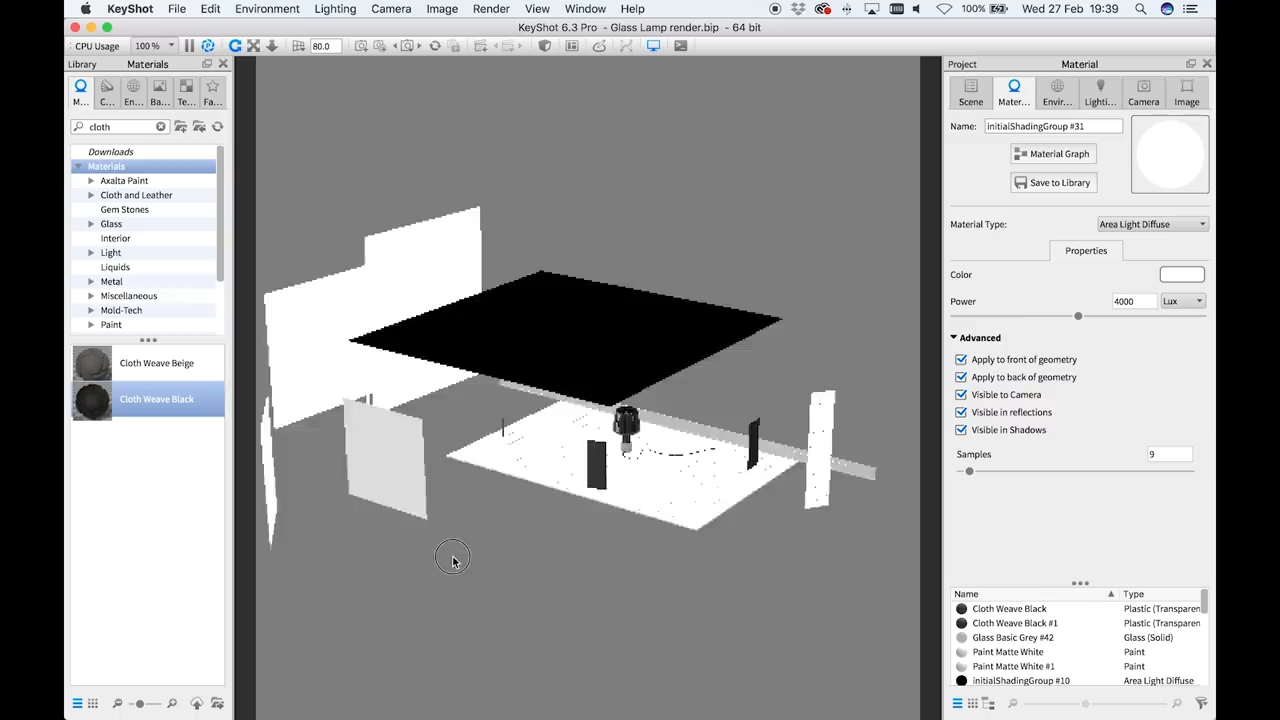 KeyShot File Edit Environment Lighting Camera Image Render View Window Help 100% Wed 27 Feb 19:39
KeyShot 6.3 Pro - Glass Lamp render.bip - 64 bit
CPU Usage 100 % 80.0
Library Materials
M... C... En... Ba... Te... Fa...
cloth
Downloads
Materials
Axalta Paint
Cloth and Leather
Gem Stones
Glass
Interior
Light
Liquids
Metal
Miscellaneous
Mold-Tech
Paint
Cloth Weave Beige
Cloth Weave Black
Project Material
Scene Mater... Envir... Lighti... Camera Image
Name: initialShadingGroup #31
Material Graph
Save to Library
Material Type: Area Light Diffuse
Properties
Color
Power 4000 Lux
Advanced
Apply to front of geometry
Apply to back of geometry
Visible to Camera
Visible in reflections
Visible in Shadows
Samples 9
Name Type
Cloth Weave Black Plastic (Transparen
Cloth Weave Black #1 Plastic (Transparen
Glass Basic Grey #42 Glass (Solid)
Paint Matte White Paint
Paint Matte White #1 Paint
initialShadingGroup #10 Area Light Diffuse